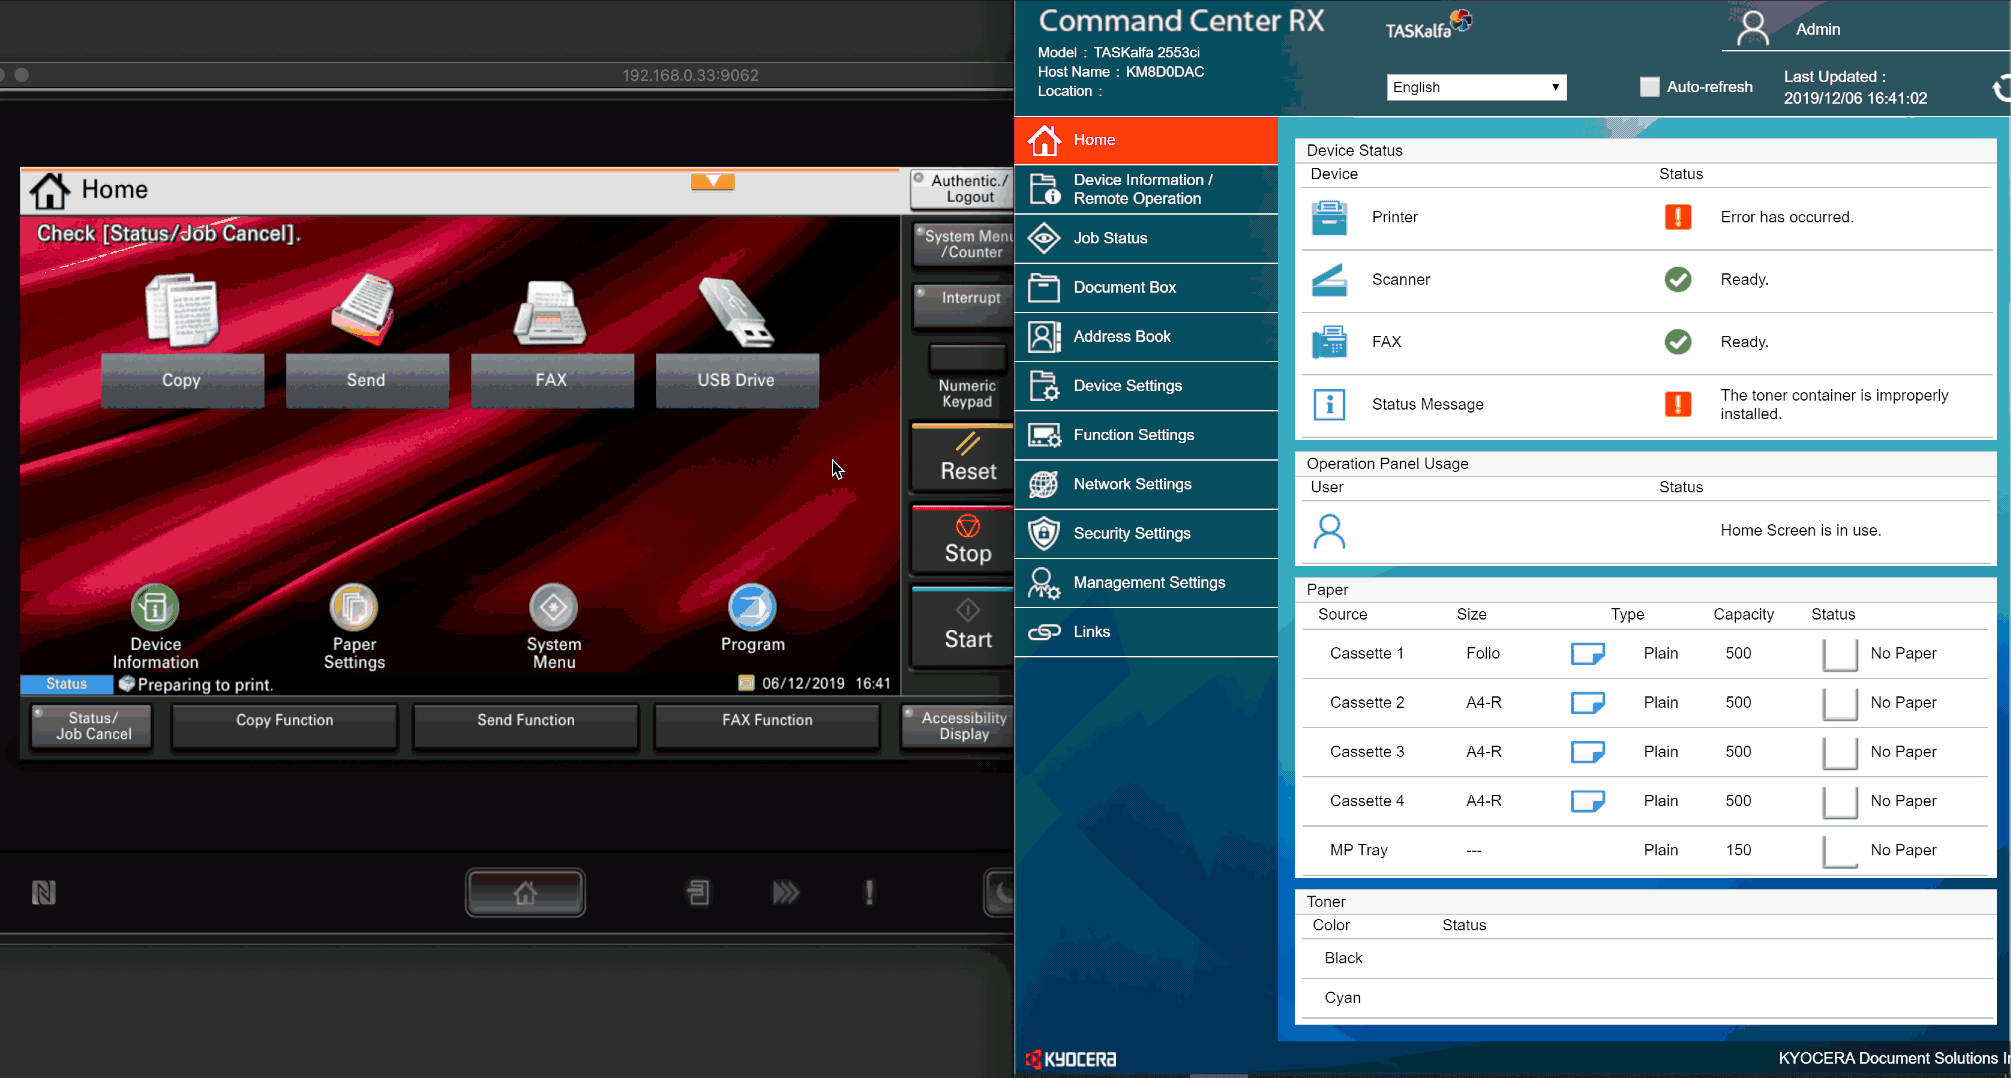 192.168.0.33:9062
Home
Authentic./
Logout
Check [Status/Job Cancel].
System Menu
/Counter
Interrupt
Copy
Send
FAX
USB Drive
Numeric
Keypad
Reset
Stop
Start
Device
Information
Paper
Settings
System
Menu
Program
Status
Preparing to print.
06/12/2019 16:41
Status/
Job Cancel
Copy Function
Send Function
FAX Function
Accessibility
Display
Command Center RX
Model : TASKalfa 2553ci
Host Name : KM8D0DAC
Location :
TASKalfa
Admin
English
Auto-refresh
Last Updated :
2019/12/06 16:41:02
Home
Device Information /
Remote Operation
Job Status
Document Box
Address Book
Device Settings
Function Settings
Network Settings
Security Settings
Management Settings
Links
Device Status
Device Status
Printer Error has occurred.
Scanner Ready.
FAX Ready.
Status Message The toner container is improperly
installed.
Operation Panel Usage
User Status
Home Screen is in use.
Paper
Source Size Type Capacity Status
Cassette 1 Folio Plain 500 No Paper
Cassette 2 A4-R Plain 500 No Paper
Cassette 3 A4-R Plain 500 No Paper
Cassette 4 A4-R Plain 500 No Paper
MP Tray --- Plain 150 No Paper
Toner
Color Status
Black
Cyan
KYOCERA
KYOCERA Document Solutions